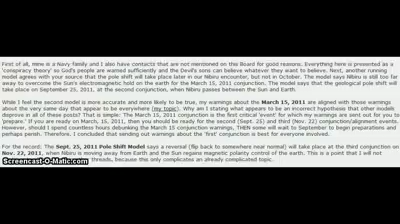 First of all, mine is a Navy family and I also have contacts that are not mentioned on this Board for good reasons. Everything here is presented as a
'conspiracy theory' so God's people are warned sufficiently and the Devil's sons can believe whatever they want to believe. Next, another running
model agrees with your source that the pole shift will take place later in our Nibiru encounter, but not in October. The model says Nibiru is still too far
away to overcome the Sun's electromagnetic hold on the earth for the March 15, 2011 conjunction. The model says that the geological pole shift will
take place on September 25, 2011, at the second conjunction, when Nibiru passes between the Sun and Earth.
While I feel the second model is more accurate and more likely to be true, my warnings about the March 15, 2011 are aligned with those warnings
about the very same day that appear to be everywhere (my topic). Why am I stating what appears to be an incorrect hypothesis that other models
disprove in all of these posts? That is simple: The March 15, 2011 conjunction is the first critical 'event' for which my warnings are sent out for you to
'prepare.' If you are ready on March, 15, 2011, then you should be ready for the second (Sept. 25) and third (Nov. 22) conjunction/alignment events.
However, should I spend countless hours debunking the March 15 conjunction warnings, THEN some will wait to September to begin preparations and
perhaps perish. Therefore, I concluded that sending out warnings about the 'first' conjunction is best for everyone involved.
For the record: The Sept. 25, 2011 Pole Shift Model says a reversal (flip back to somewhere near normal) will take place at the third conjunction on
Nov. 22, 2011, when Nibiru is moving away from Earth and the Sun regains magnetic polarity control of the earth. This is a point that I will not
threads, because this only complicates an already complicated topic.
Screencast-O-Matic.com